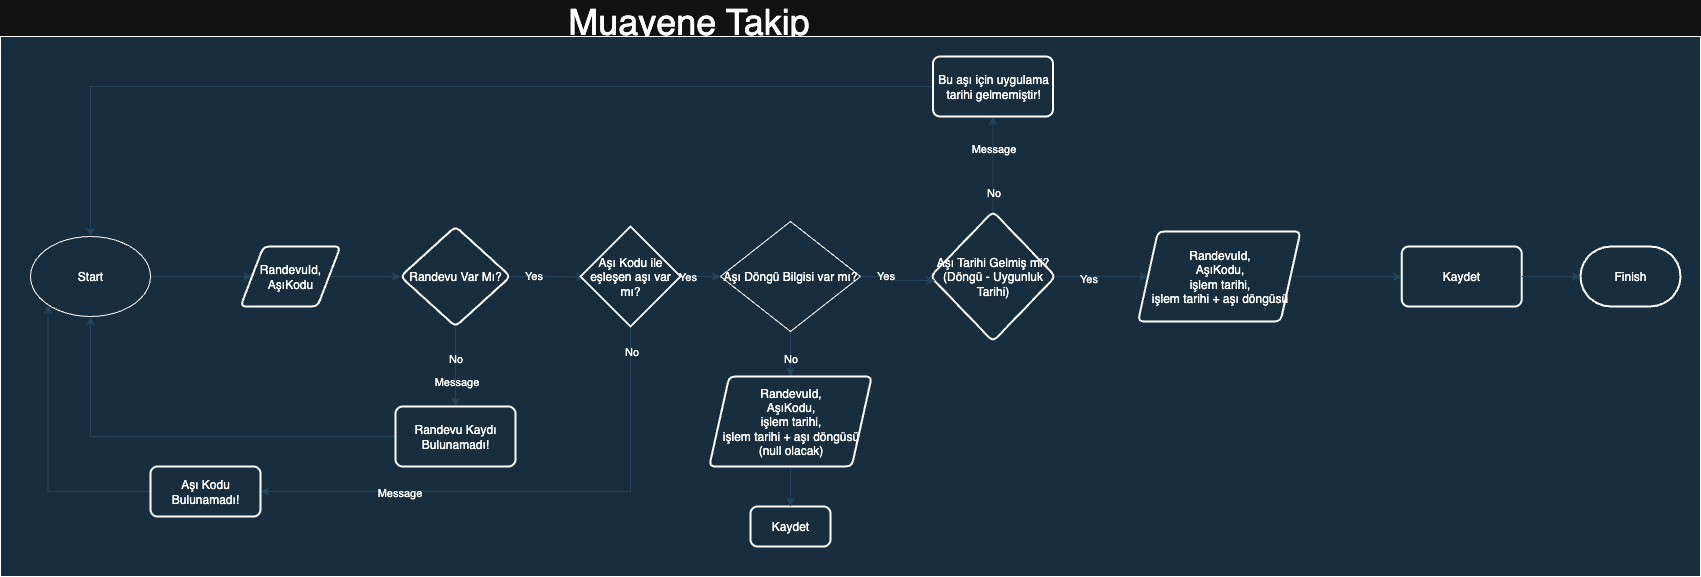 Muayene Takip
Bu aşı için uygulama
tarihi gelmemiştir!
Message
No
Start
RandevuId,
AşıKodu
Randevu Var Mı?
Yes
Aşı Kodu ile
eşleşen aşı var
mı?
Yes
Aşı Döngü Bilgisi var mı?
Yes
Aşı Tarihi Gelmiş mi?
(Döngü - Uygunluk
Tarihi)
Yes
RandevuId,
AşıKodu,
işlem tarihi,
işlem tarihi + aşı döngüsü
Kaydet
Finish
No
Message
Randevu Kaydı
Bulunamadı!
No
Message
Aşı Kodu
Bulunamadı!
No
RandevuId,
AşıKodu,
işlem tarihi,
işlem tarihi + aşı döngüsü
(null olacak)
Kaydet